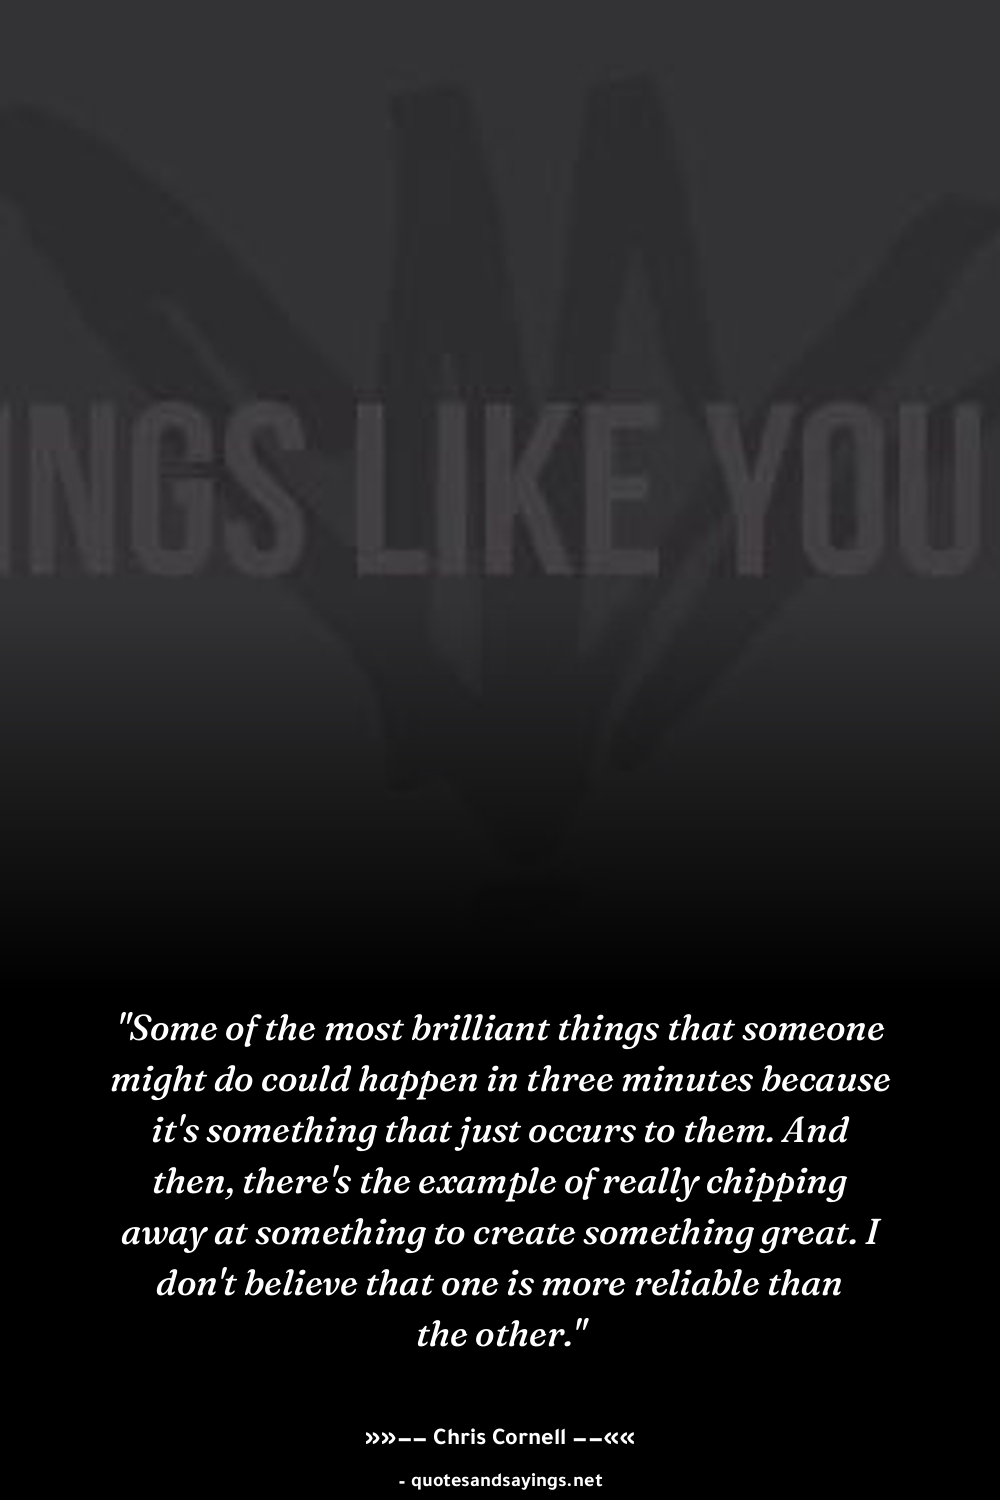 INGS LIKE YOU
"Some of the most brilliant things that someone
might do could happen in three minutes because
it's something that just occurs to them. And
then, there's the example of really chipping
away at something to create something great. I
don't believe that one is more reliable than
the other."
»»–– Chris Cornell ––««
- quotesandsayings.net